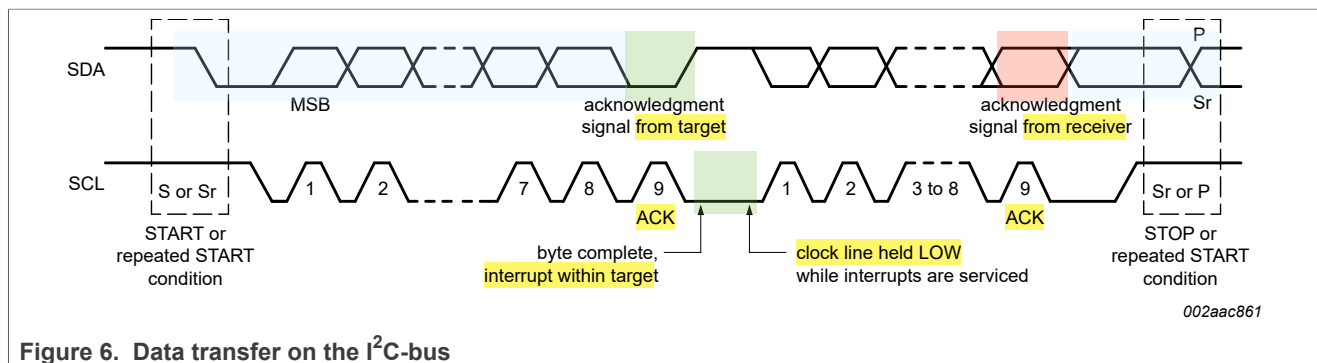 P
SDA
MSB
acknowledgment
signal from target
acknowledgment
signal from receiver
Sr
SCL
S or Sr
1
2
7
8
9
1
2
3 to 8
9
Sr or P
ACK
ACK
START or
repeated START
condition
byte complete,
interrupt within target
clock line held LOW
while interrupts are serviced
STOP or
repeated START
condition
002aac861
Figure 6. Data transfer on the I²C-bus